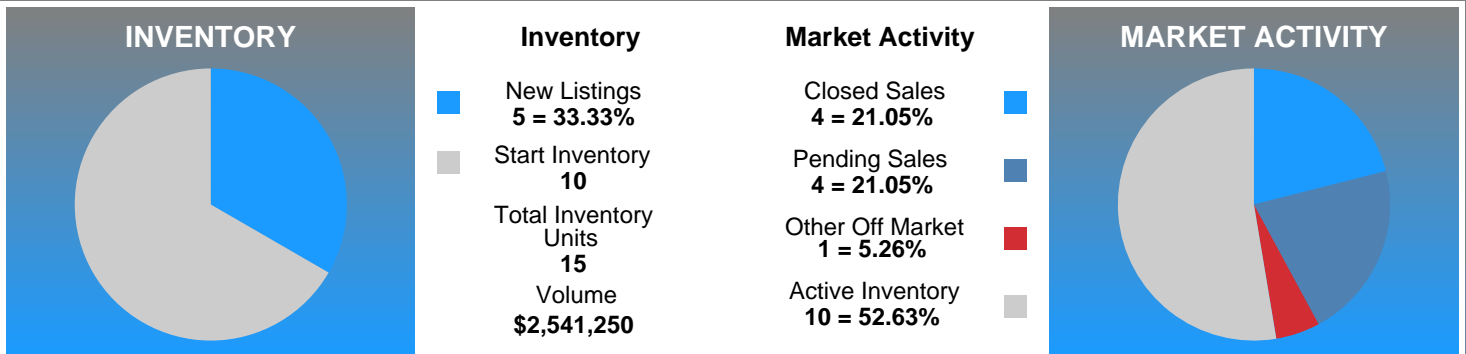 INVENTORY
Inventory
New Listings
5 = 33.33%
Start Inventory
10
Total Inventory
Units
15
Volume
$2,541,250
Market Activity
Closed Sales
4 = 21.05%
Pending Sales
4 = 21.05%
Other Off Market
1 = 5.26%
Active Inventory
10 = 52.63%
MARKET ACTIVITY